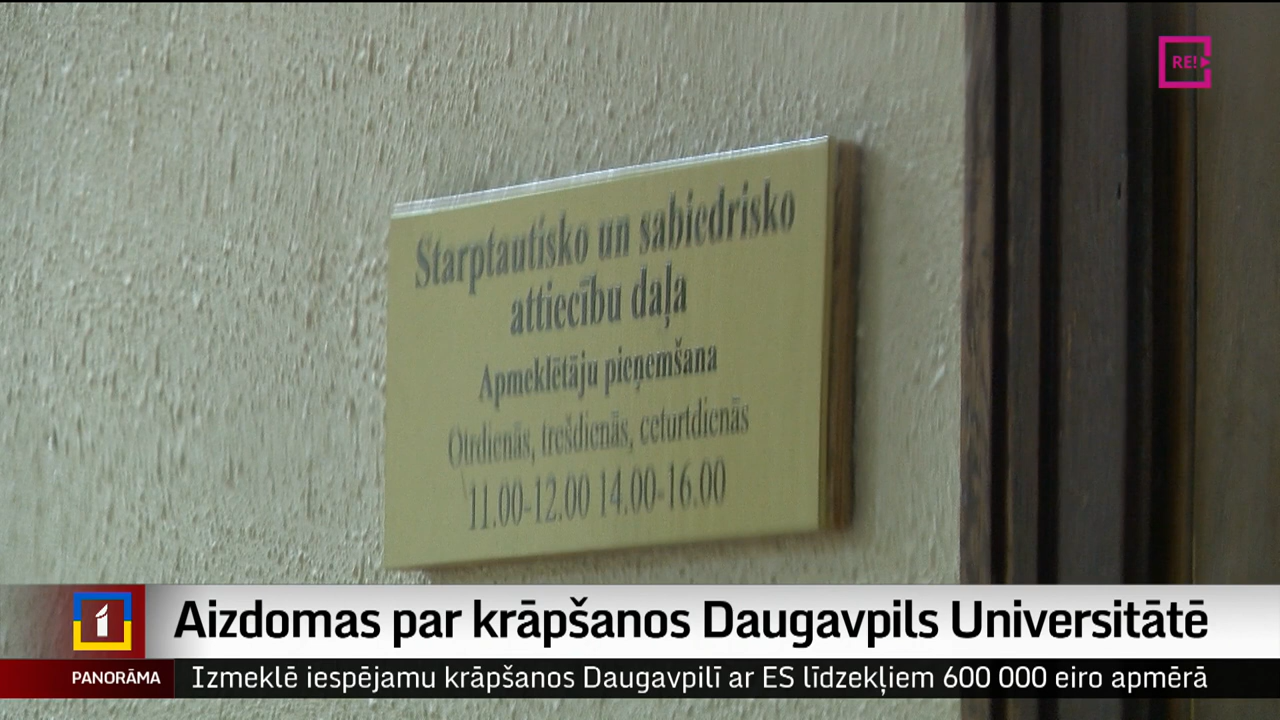 RE!
Starptautisko un sabiedrisko
attiecību daļa
Apmeklētāju pieņemšana
Otrdienās, trešdienās, ceturtdienās
11.00-12.00 14.00-16.00
1
Aizdomas par krāpšanos Daugavpils Universitātē
PANORĀMA
Izmeklē iespējamu krāpšanos Daugavpilī ar ES līdzekļiem 600 000 eiro apmērā